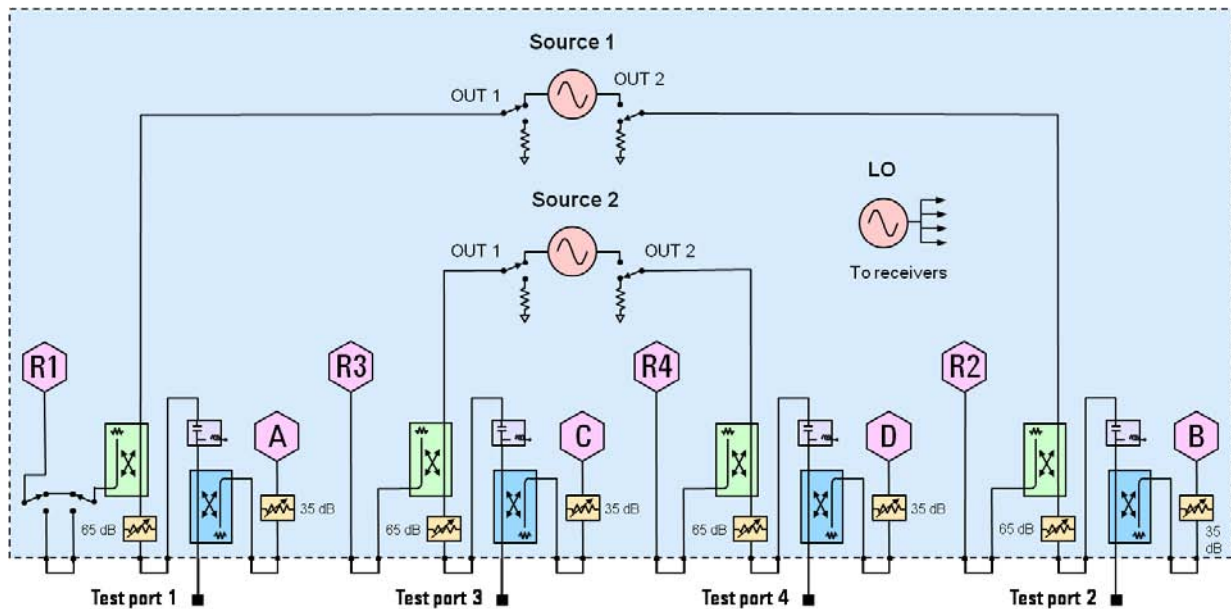 Source 1
OUT 1
OUT 2
LO
Source 2
OUT 1
OUT 2
To receivers
R1
R3
R4
R2
A
C
D
B
65 dB
35 dB
65 dB
35 dB
65 dB
35 dB
65 dB
35
dB
Test port 1
Test port 3
Test port 4
Test port 2